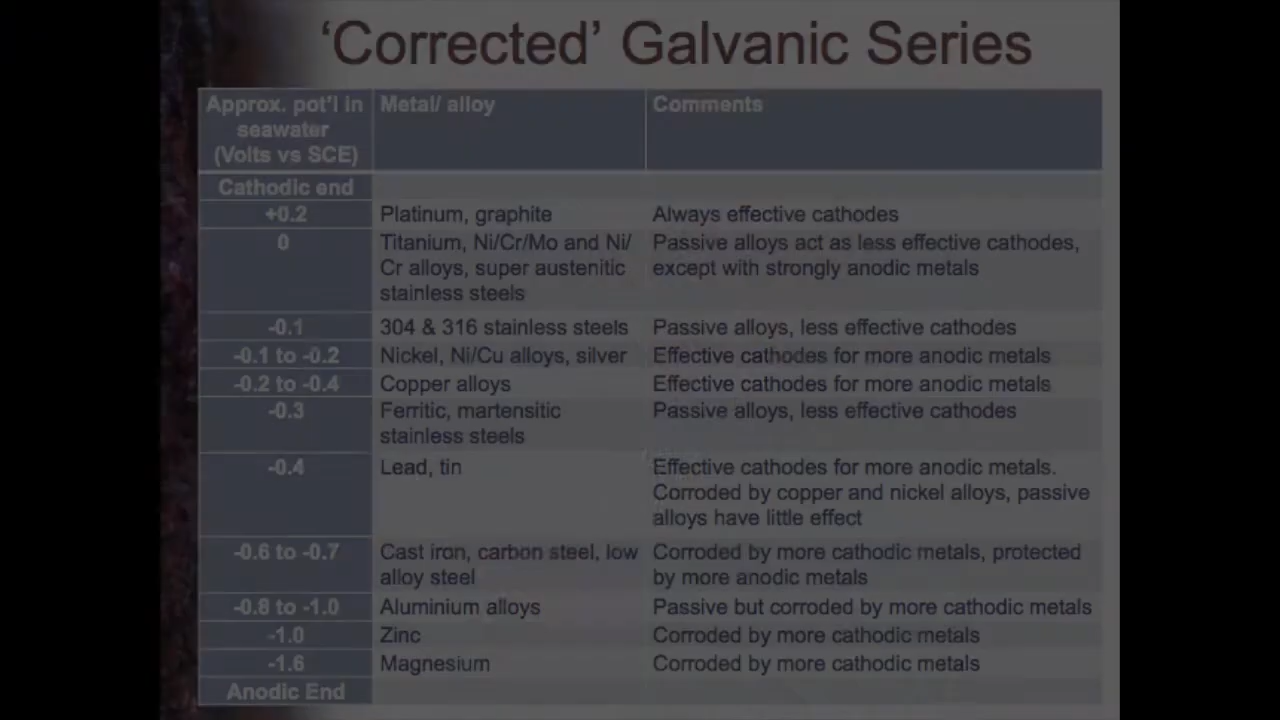 ‘Corrected’ Galvanic Series
Approx. pot’l in seawater (Volts vs SCE) Metal/ alloy Comments
Cathodic end
+0.2 Platinum, graphite Always effective cathodes
0 Titanium, Ni/Cr/Mo and Ni/ Passive alloys act as less effective cathodes,
Cr alloys, super austenitic except with strongly anodic metals
stainless steels
-0.1 304 & 316 stainless steels Passive alloys, less effective cathodes
-0.1 to -0.2 Nickel, Ni/Cu alloys, silver Effective cathodes for more anodic metals
-0.2 to -0.4 Copper alloys Effective cathodes for more anodic metals
-0.3 Ferritic, martensitic Passive alloys, less effective cathodes
stainless steels
-0.4 Lead, tin Effective cathodes for more anodic metals.
Corroded by copper and nickel alloys, passive
alloys have little effect
-0.6 to -0.7 Cast iron, carbon steel, low Corroded by more cathodic metals, protected
alloy steel by more anodic metals
-0.8 to -1.0 Aluminium alloys Passive but corroded by more cathodic metals
-1.0 Zinc Corroded by more cathodic metals
-1.6 Magnesium Corroded by more cathodic metals
Anodic End